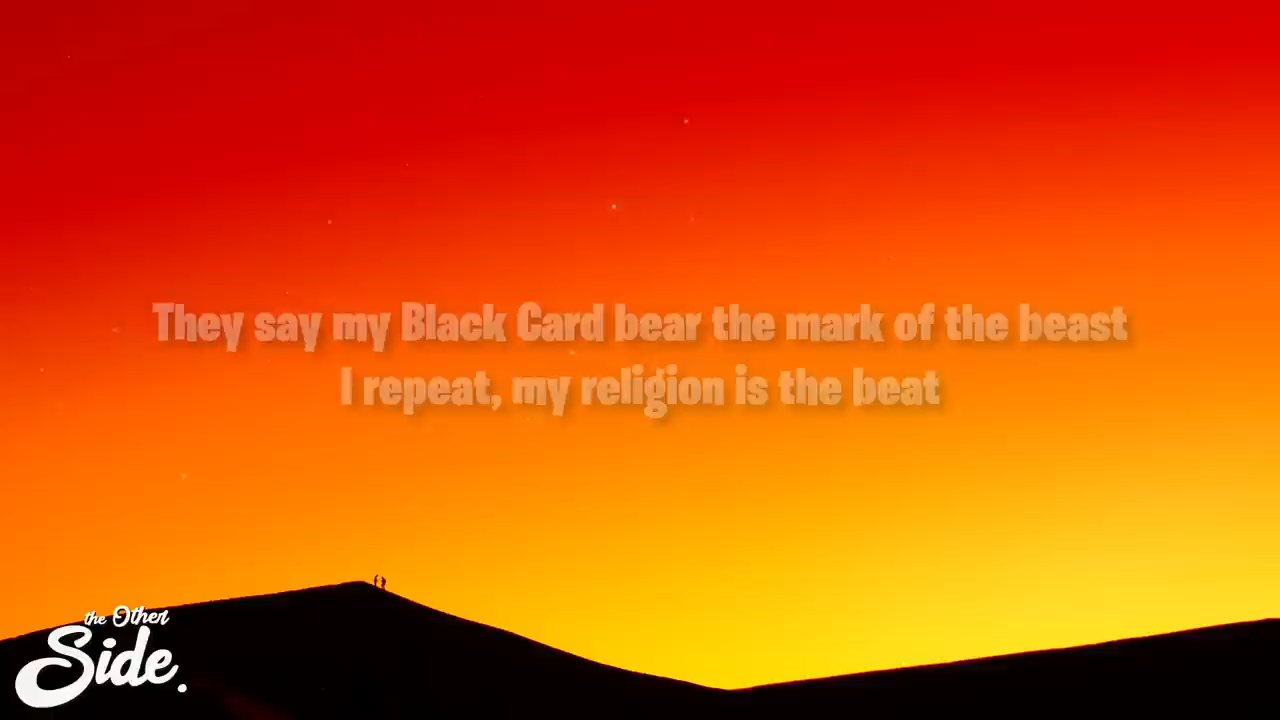 They say my Black Card bear the mark of the beast
I repeat, my religion is the beat
the Other
Side.